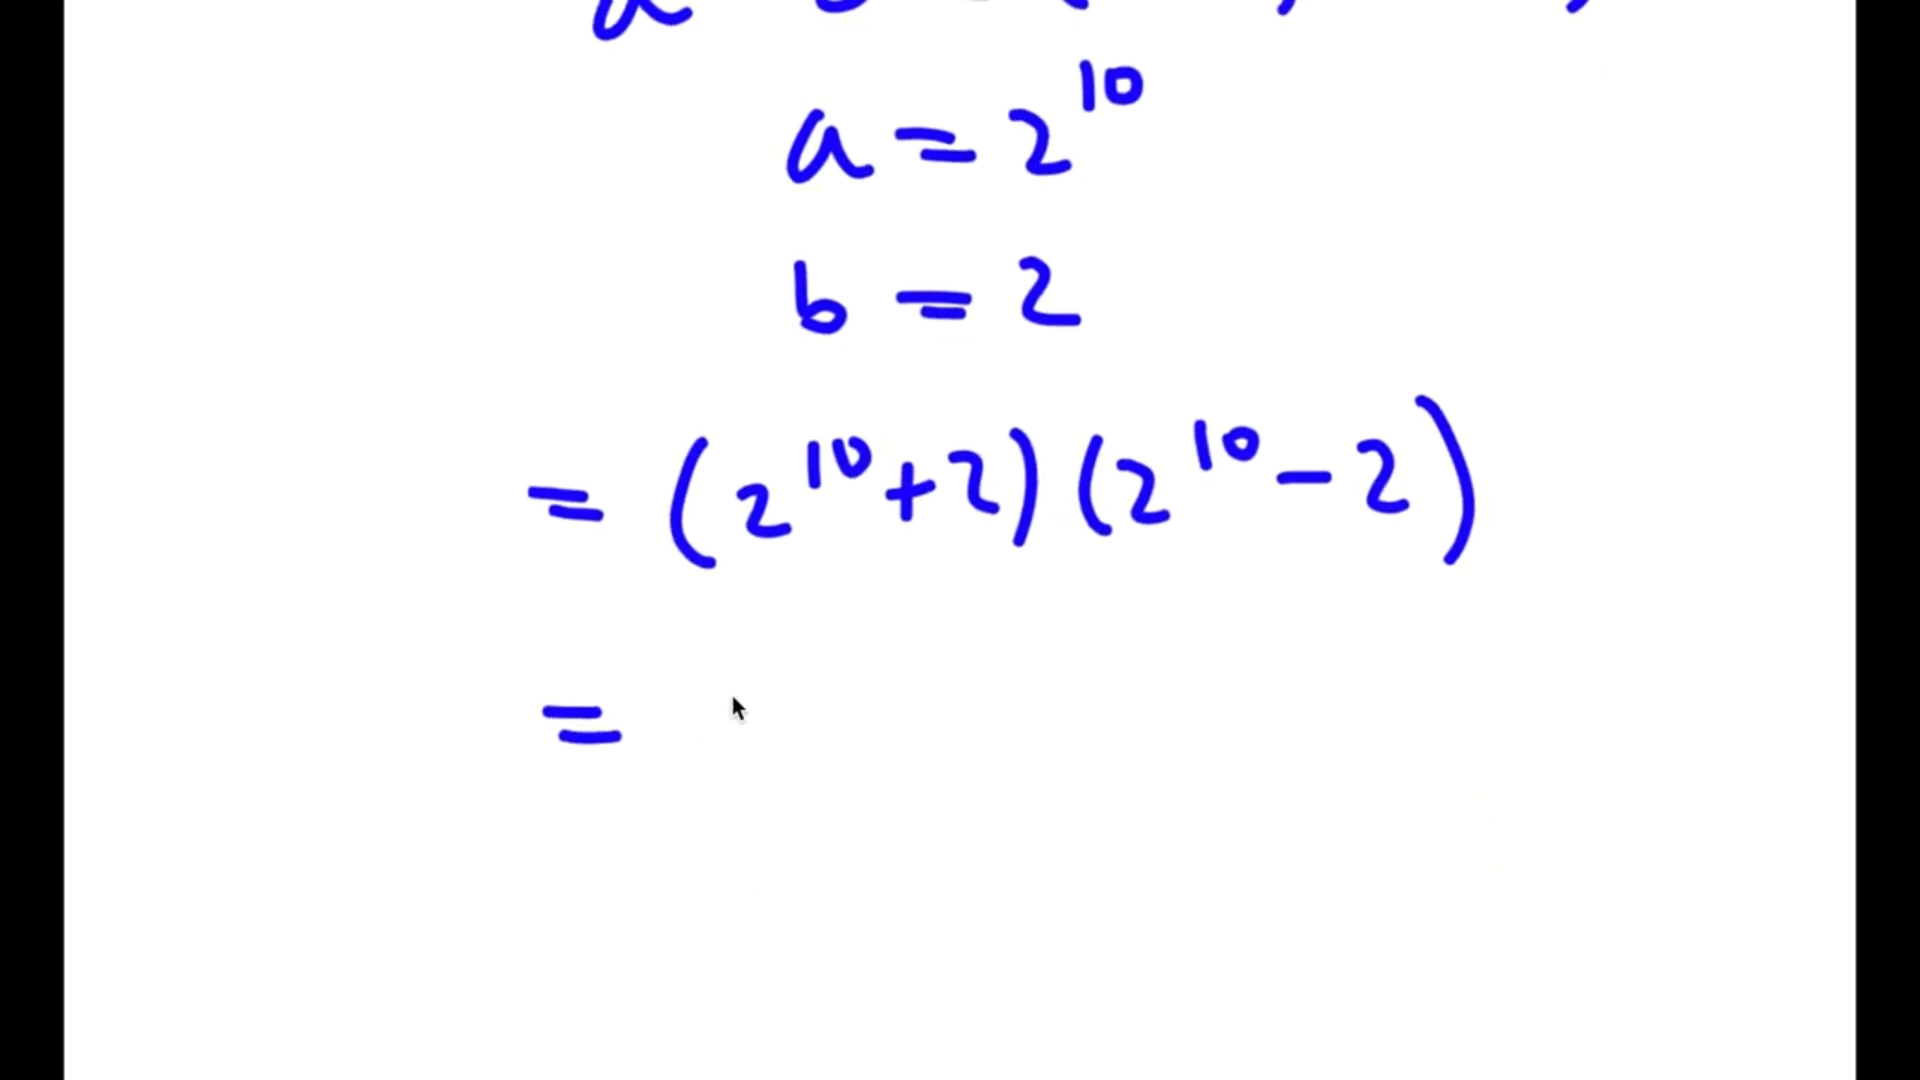 a = 2^10
b = 2
= (2^10 + 2)(2^10 - 2)
=